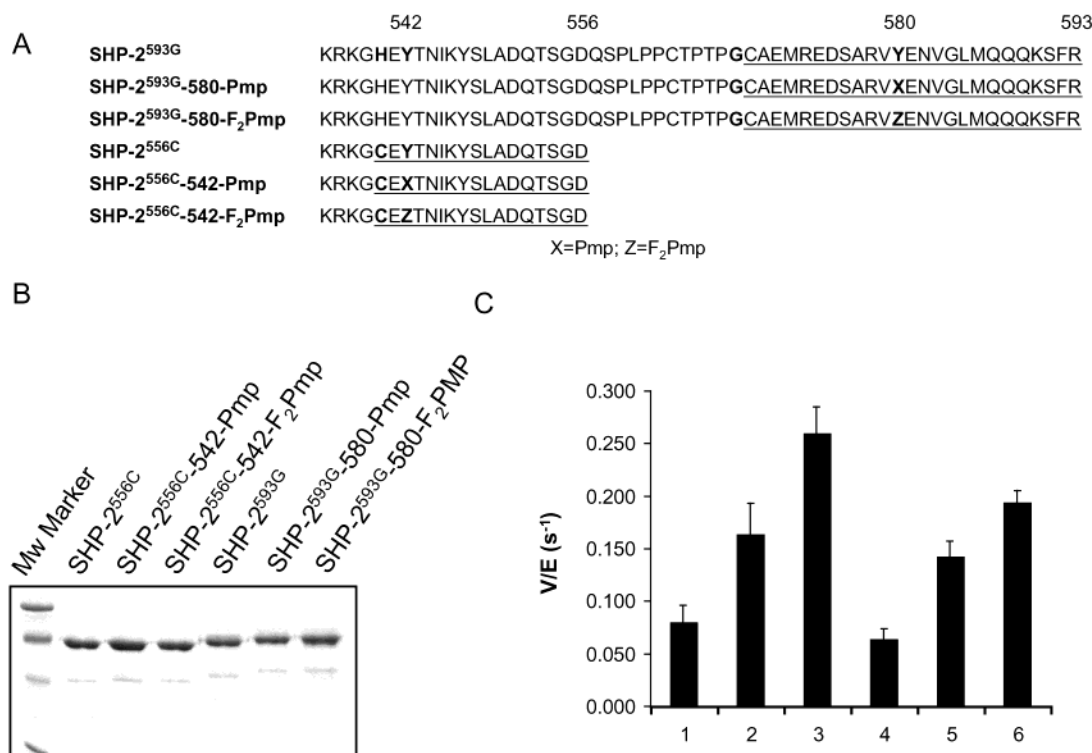 542 556 580 593
A
SHP-2⁵⁹³ᴳ KRKGHEYTNIKYSLADQTSGDQSPLPPCTPTPGCAEMREDSARVYENVGLMQQQKSFR
SHP-2⁵⁹³ᴳ-580-Pmp KRKGHEYTNIKYSLADQTSGDQSPLPPCTPTPGCAEMREDSARVXENVGLMQQQKSFR
SHP-2⁵⁹³ᴳ-580-F₂Pmp KRKGHEYTNIKYSLADQTSGDQSPLPPCTPTPGCAEMREDSARVZENVGLMQQQKSFR
SHP-2⁵⁵⁶ᶜ KRKGCEYTNIKYSLADQTSGD
SHP-2⁵⁵⁶ᶜ-542-Pmp KRKGCEXTNIKYSLADQTSGD
SHP-2⁵⁵⁶ᶜ-542-F₂Pmp KRKGCEZTNIKYSLADQTSGD
X=Pmp; Z=F₂Pmp
B
Mw Marker
SHP-2⁵⁵⁶ᶜ
SHP-2⁵⁵⁶ᶜ-542-Pmp
SHP-2⁵⁵⁶ᶜ-542-F₂Pmp
SHP-2⁵⁹³ᴳ
SHP-2⁵⁹³ᴳ-580-Pmp
SHP-2⁵⁹³ᴳ-580-F₂PMP
C
V/E (s⁻¹)
0.300
0.250
0.200
0.150
0.100
0.050
0.000
1 2 3 4 5 6